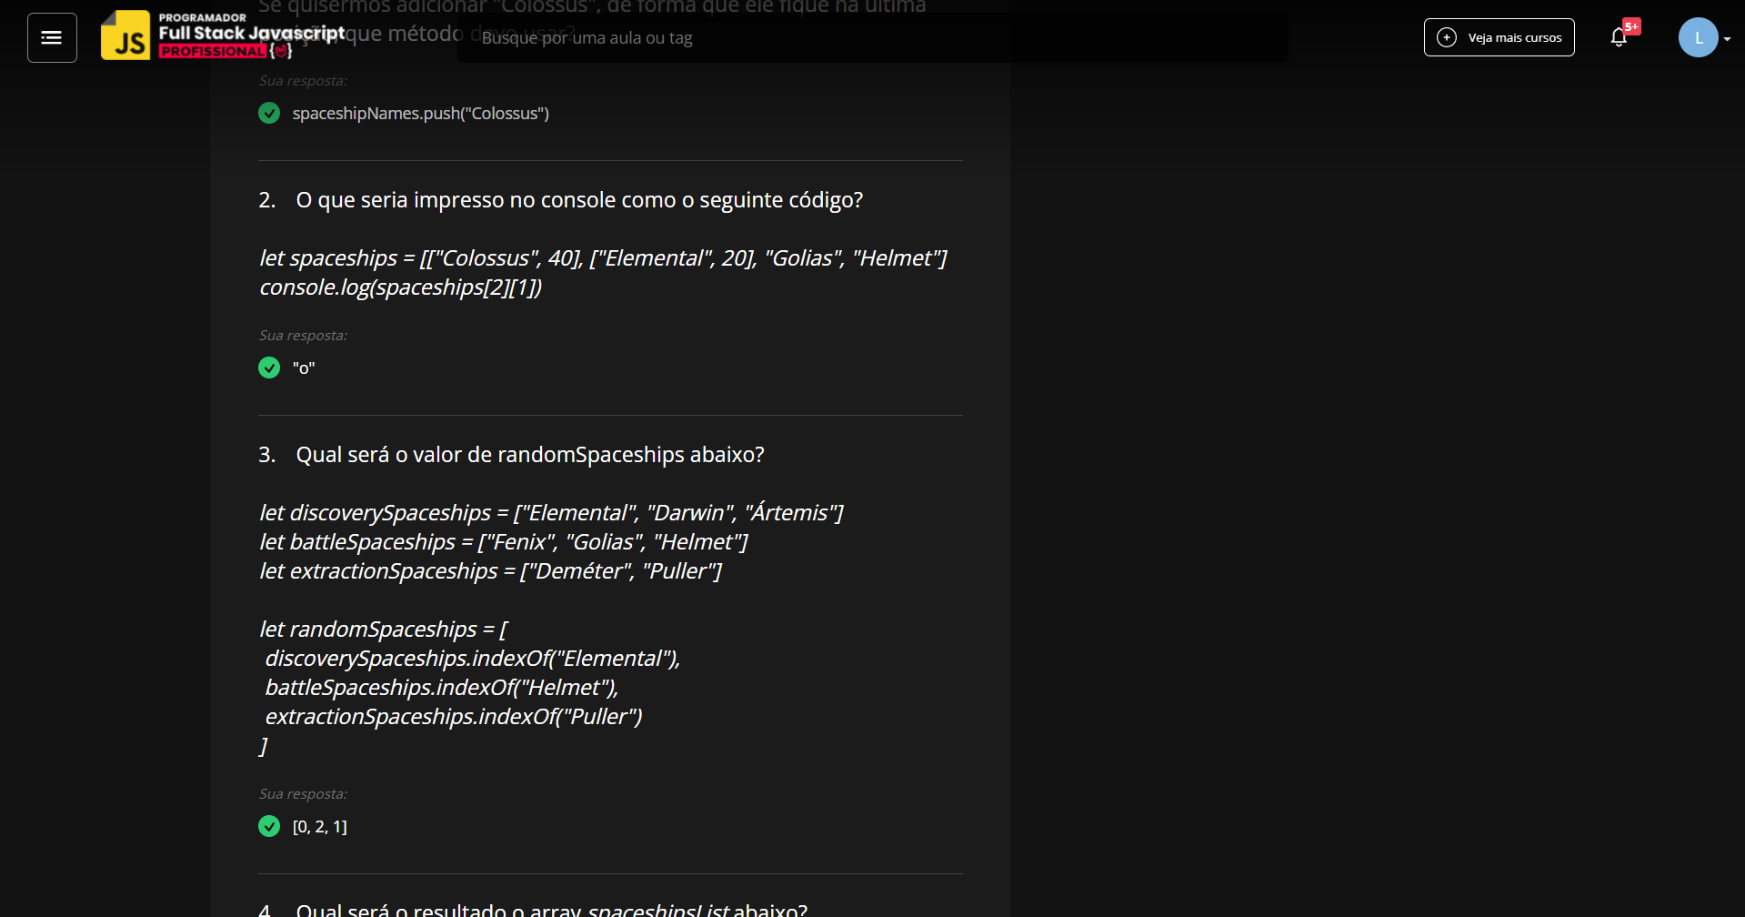 Se quisermos adicionar "Colossus", de forma que ele fique na última
posição, que método devo usar?
JS
PROGRAMADOR
Full Stack Javascript
PROFISSIONAL
Busque por uma aula ou tag
+ Veja mais cursos
5+
L
Sua resposta:
spaceshipNames.push("Colossus")
2. O que seria impresso no console como o seguinte código?
let spaceships = [["Colossus", 40], ["Elemental", 20], "Golias", "Helmet"]
console.log(spaceships[2][1])
Sua resposta:
"o"
3. Qual será o valor de randomSpaceships abaixo?
let discoverySpaceships = ["Elemental", "Darwin", "Ártemis"]
let battleSpaceships = ["Fenix", "Golias", "Helmet"]
let extractionSpaceships = ["Deméter", "Puller"]
let randomSpaceships = [
discoverySpaceships.indexOf("Elemental"),
battleSpaceships.indexOf("Helmet"),
extractionSpaceships.indexOf("Puller")
]
Sua resposta:
[0, 2, 1]
4. Qual será o resultado o array spaceshipsList abaixo?